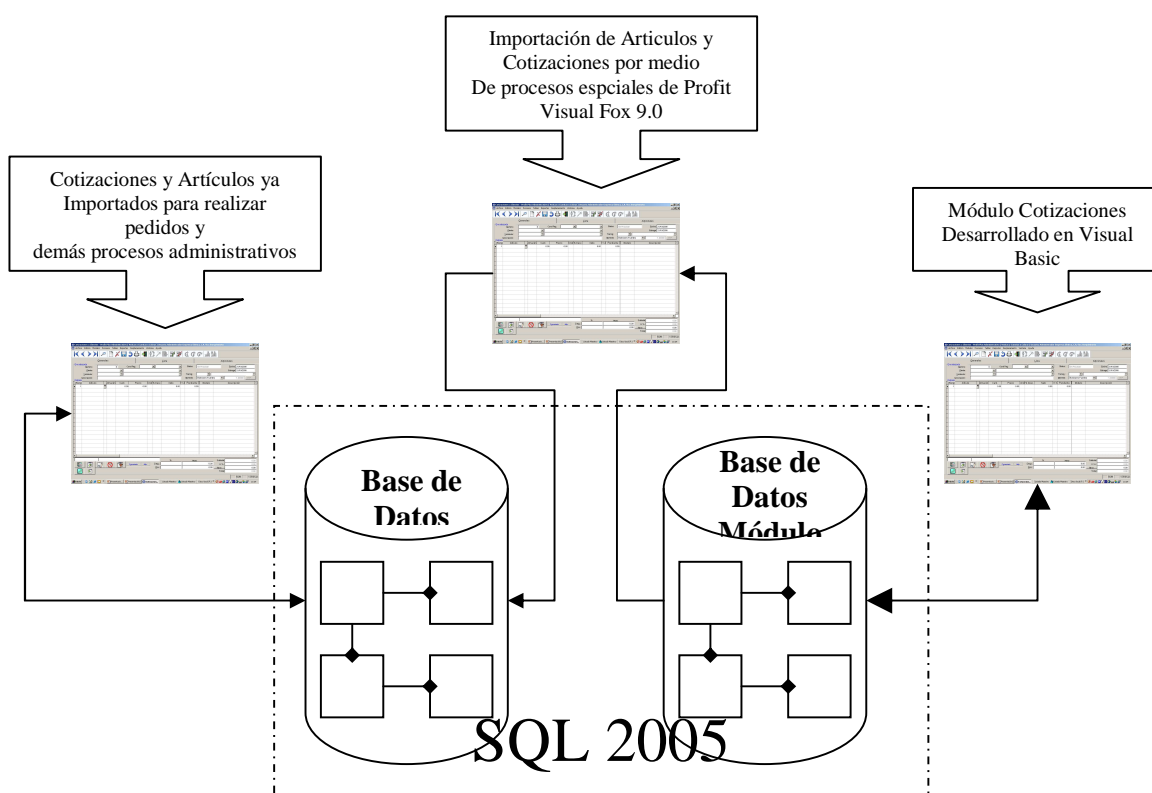 Importación de Articulos y
Cotizaciones por medio
De procesos espciales de Profit
Visual Fox 9.0
Cotizaciones y Artículos ya
Importados para realizar
pedidos y
demás procesos administrativos
Módulo Cotizaciones
Desarrollado en Visual
Basic
Base de
Datos
Base de
Datos
Módulo
SQL 2005